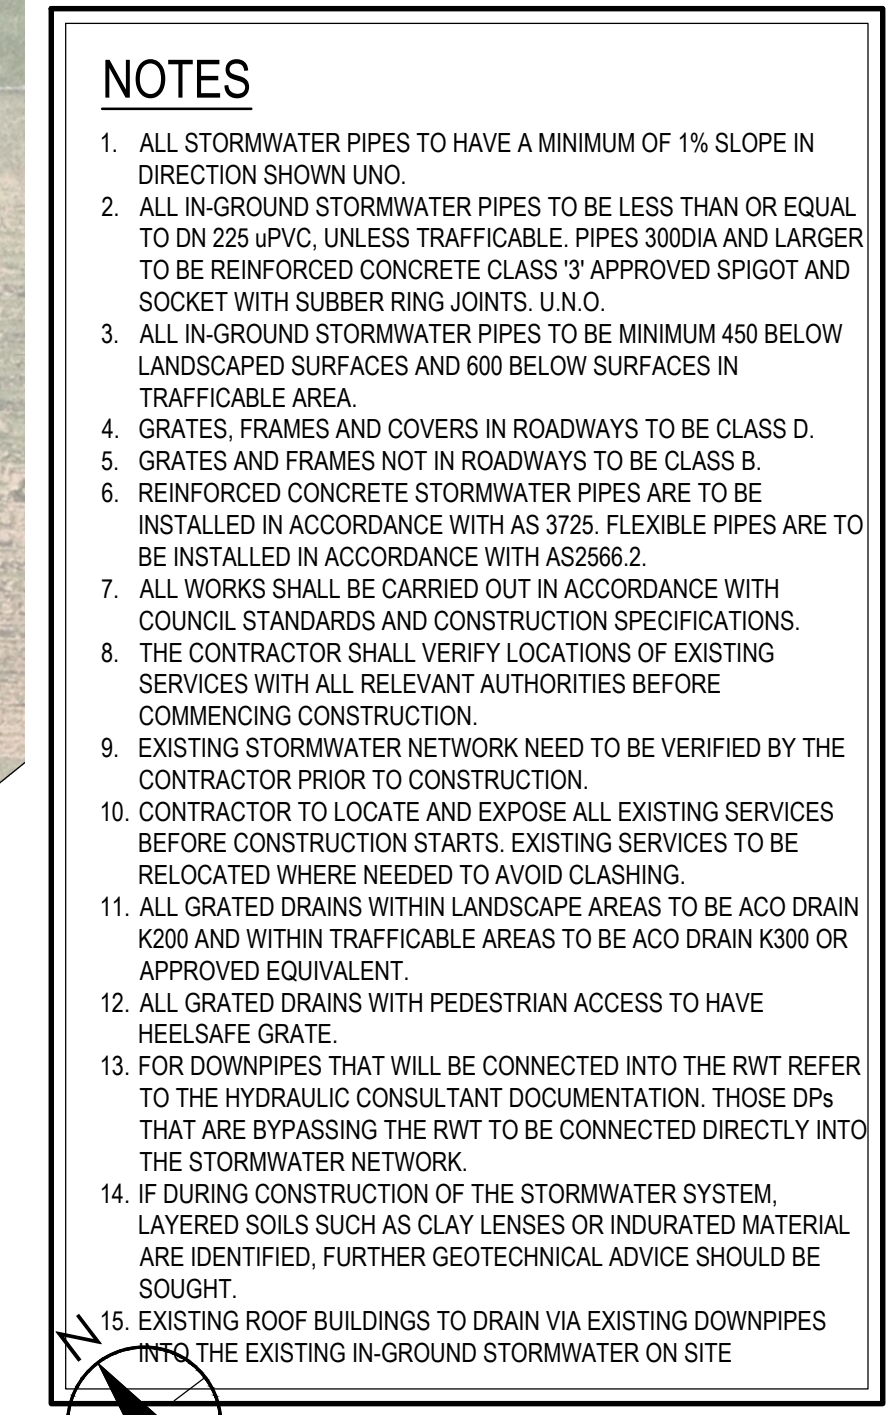 NOTES
1. ALL STORMWATER PIPES TO HAVE A MINIMUM OF 1% SLOPE IN
DIRECTION SHOWN UNO.
2. ALL IN-GROUND STORMWATER PIPES TO BE LESS THAN OR EQUAL
TO DN 225 uPVC, UNLESS TRAFFICABLE. PIPES 300DIA AND LARGER
TO BE REINFORCED CONCRETE CLASS '3' APPROVED SPIGOT AND
SOCKET WITH SUBBER RING JOINTS. U.N.O.
3. ALL IN-GROUND STORMWATER PIPES TO BE MINIMUM 450 BELOW
LANDSCAPED SURFACES AND 600 BELOW SURFACES IN
TRAFFICABLE AREA.
4. GRATES, FRAMES AND COVERS IN ROADWAYS TO BE CLASS D.
5. GRATES AND FRAMES NOT IN ROADWAYS TO BE CLASS B.
6. REINFORCED CONCRETE STORMWATER PIPES ARE TO BE
INSTALLED IN ACCORDANCE WITH AS 3725. FLEXIBLE PIPES ARE TO
BE INSTALLED IN ACCORDANCE WITH AS2566.2.
7. ALL WORKS SHALL BE CARRIED OUT IN ACCORDANCE WITH
COUNCIL STANDARDS AND CONSTRUCTION SPECIFICATIONS.
8. THE CONTRACTOR SHALL VERIFY LOCATIONS OF EXISTING
SERVICES WITH ALL RELEVANT AUTHORITIES BEFORE
COMMENCING CONSTRUCTION.
9. EXISTING STORMWATER NETWORK NEED TO BE VERIFIED BY THE
CONTRACTOR PRIOR TO CONSTRUCTION.
10. CONTRACTOR TO LOCATE AND EXPOSE ALL EXISTING SERVICES
BEFORE CONSTRUCTION STARTS. EXISTING SERVICES TO BE
RELOCATED WHERE NEEDED TO AVOID CLASHING.
11. ALL GRATED DRAINS WITHIN LANDSCAPE AREAS TO BE ACO DRAIN
K200 AND WITHIN TRAFFICABLE AREAS TO BE ACO DRAIN K300 OR
APPROVED EQUIVALENT.
12. ALL GRATED DRAINS WITH PEDESTRIAN ACCESS TO HAVE
HEELSAFE GRATE.
13. FOR DOWNPIPES THAT WILL BE CONNECTED INTO THE RWT REFER
TO THE HYDRAULIC CONSULTANT DOCUMENTATION. THOSE DPs
THAT ARE BYPASSING THE RWT TO BE CONNECTED DIRECTLY INTO
THE STORMWATER NETWORK.
14. IF DURING CONSTRUCTION OF THE STORMWATER SYSTEM,
LAYERED SOILS SUCH AS CLAY LENSES OR INDURATED MATERIAL
ARE IDENTIFIED, FURTHER GEOTECHNICAL ADVICE SHOULD BE
SOUGHT.
15. EXISTING ROOF BUILDINGS TO DRAIN VIA EXISTING DOWNPIPES
INTO THE EXISTING IN-GROUND STORMWATER ON SITE
N